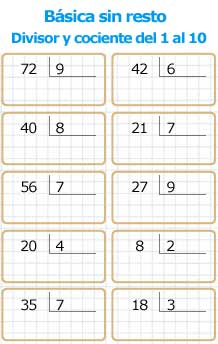 Básica sin resto
Divisor y cociente del 1 al 10
72 9 42 6
40 8 21 7
56 7 27 9
20 4 8 2
35 7 18 3